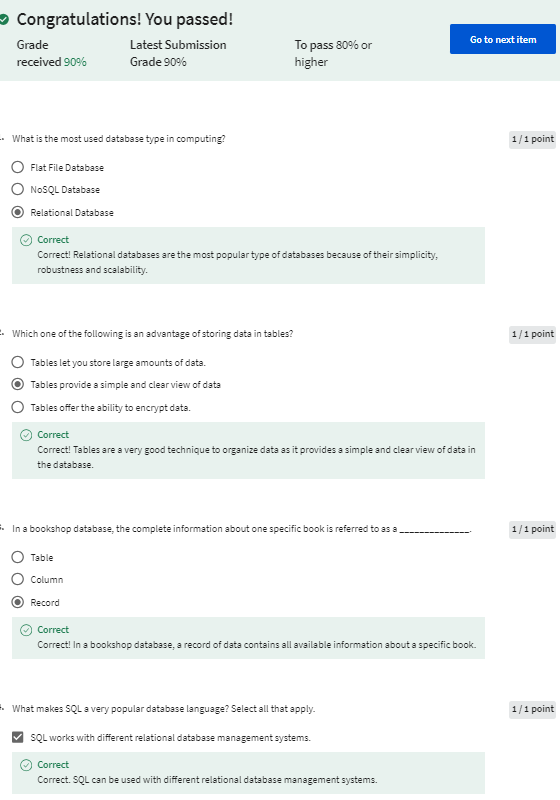 Congratulations! You passed!
Grade received 90%
Latest Submission Grade 90%
To pass 80% or higher
Go to next item
What is the most used database type in computing?
1 / 1 point
Flat File Database
NoSQL Database
Relational Database
Correct
Correct! Relational databases are the most popular type of databases because of their simplicity,
robustness and scalability.
Which one of the following is an advantage of storing data in tables?
1 / 1 point
Tables let you store large amounts of data.
Tables provide a simple and clear view of data
Tables offer the ability to encrypt data.
Correct
Correct! Tables are a very good technique to organize data as it provides a simple and clear view of data in
the database.
In a bookshop database, the complete information about one specific book is referred to as a ______________.
1 / 1 point
Table
Column
Record
Correct
Correct! In a bookshop database, a record of data contains all available information about a specific book.
What makes SQL a very popular database language? Select all that apply.
1 / 1 point
SQL works with different relational database management systems.
Correct
Correct. SQL can be used with different relational database management systems.